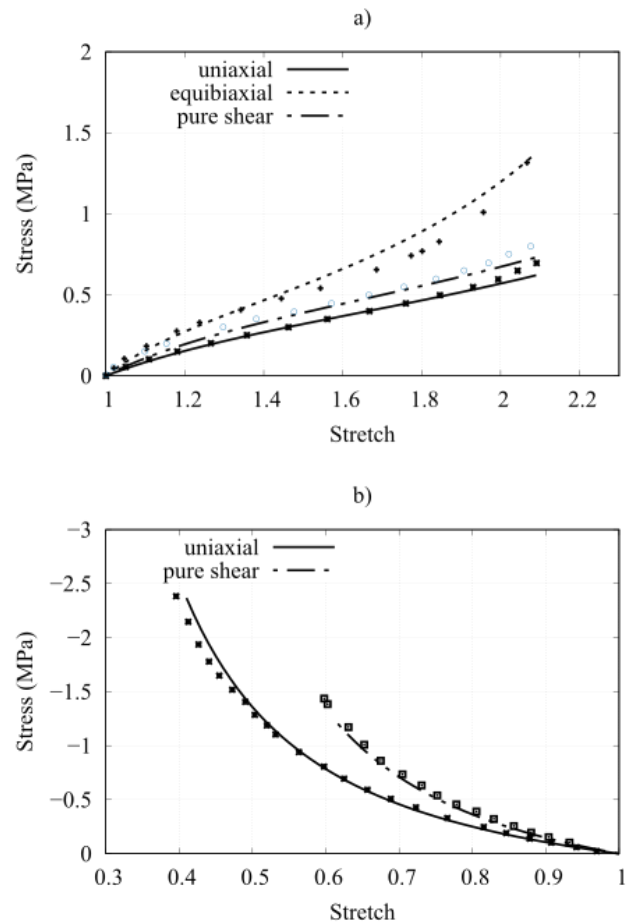 a)
2
uniaxial
equibiaxial
pure shear
1.5
1
0.5
0
Stress (MPa)
1 1.2 1.4 1.6 1.8 2 2.2
Stretch
b)
−3
uniaxial
pure shear
−2.5
−2
−1.5
−1
−0.5
0
Stress (MPa)
0.3 0.4 0.5 0.6 0.7 0.8 0.9 1
Stretch